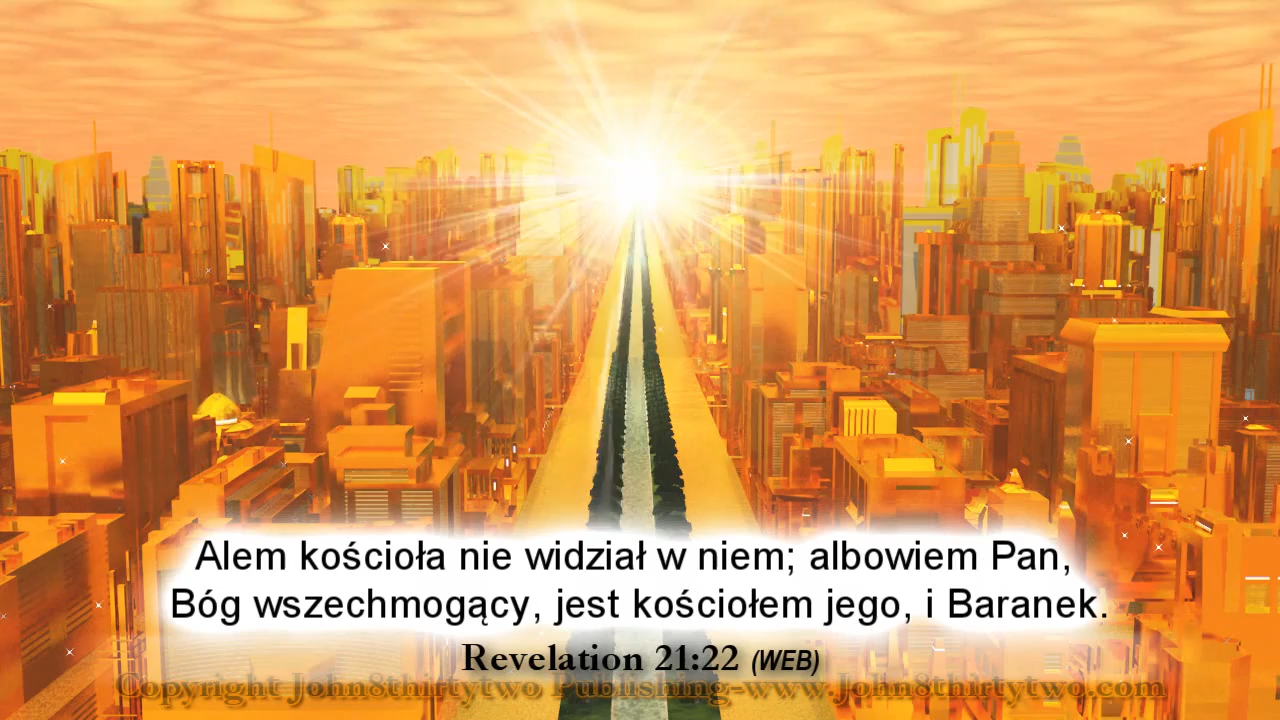 Alem kościoła nie widział w niem; albowiem Pan,
Bóg wszechmogący, jest kościołem jego, i Baranek.
Revelation 21:22 (WEB)
Copyright John8thirtytwo Publishing-www.John8thirtytwo.com